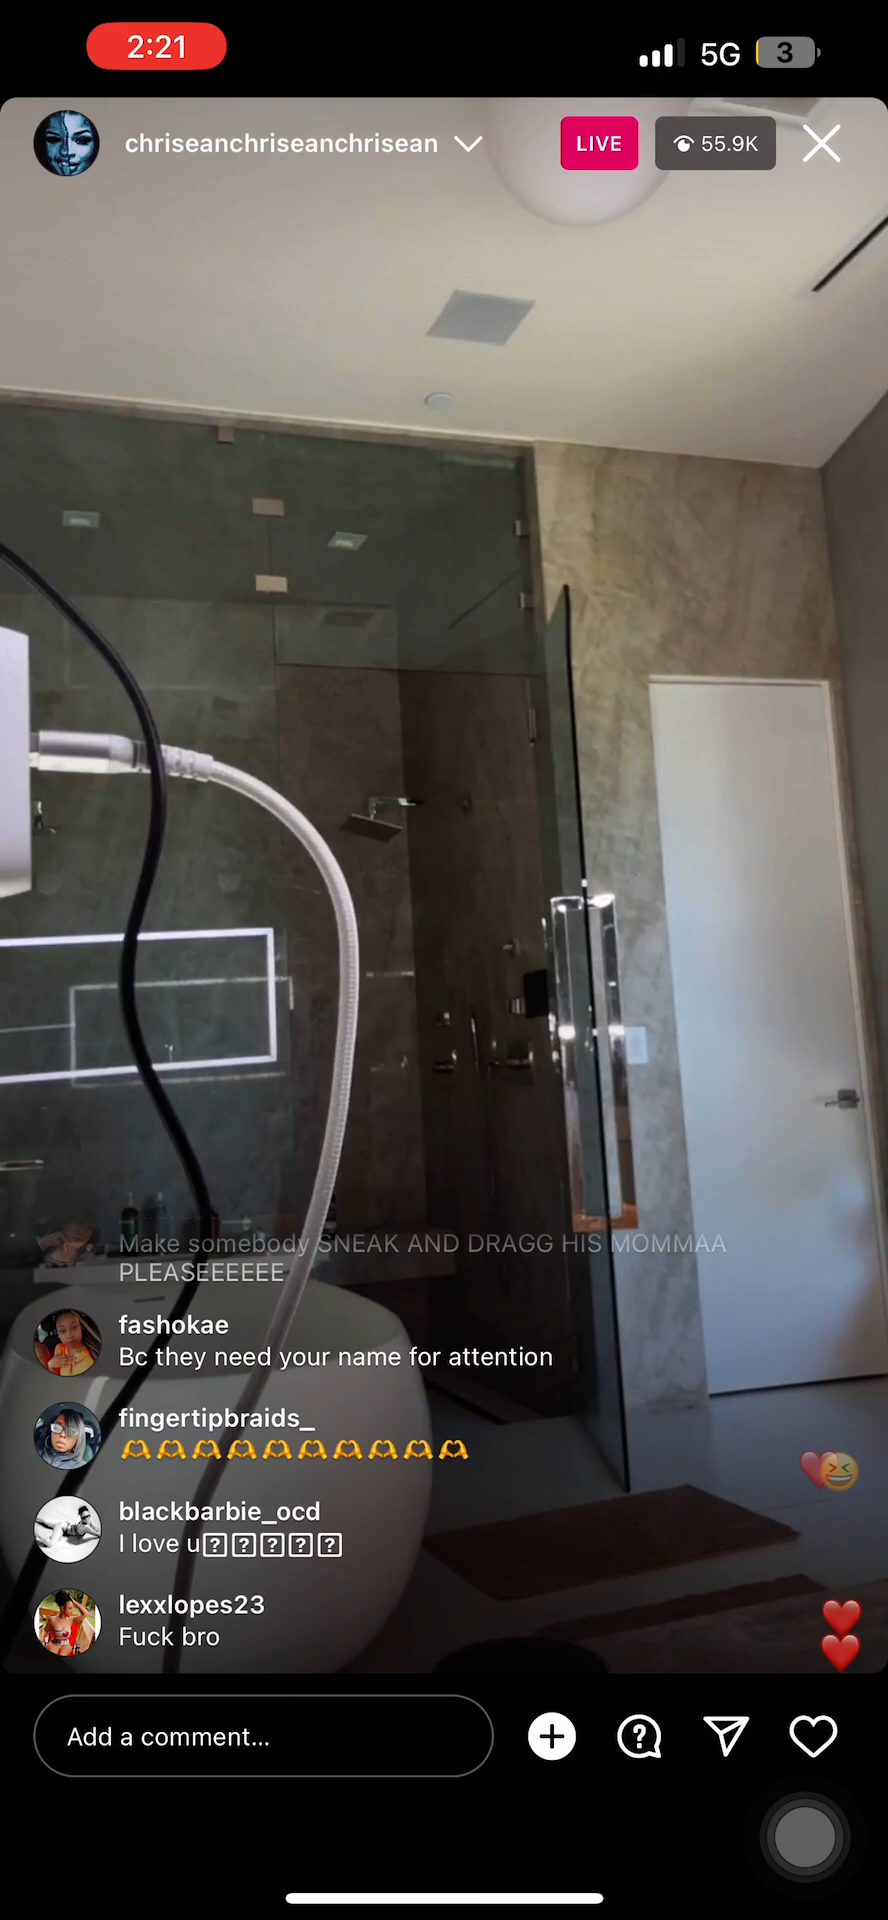 2:21
5G
3
chriseanchriseanchrisean
LIVE
55.9K
Make somebody SNEAK AND DRAGG HIS MOMMAA
PLEASEEEEEE
fashokae
Bc they need your name for attention
fingertipbraids_
🫶🫶🫶🫶🫶🫶🫶🫶🫶🫶
blackbarbie_ocd
I love u⍰⍰⍰⍰⍰
lexxlopes23
Fuck bro
Add a comment...